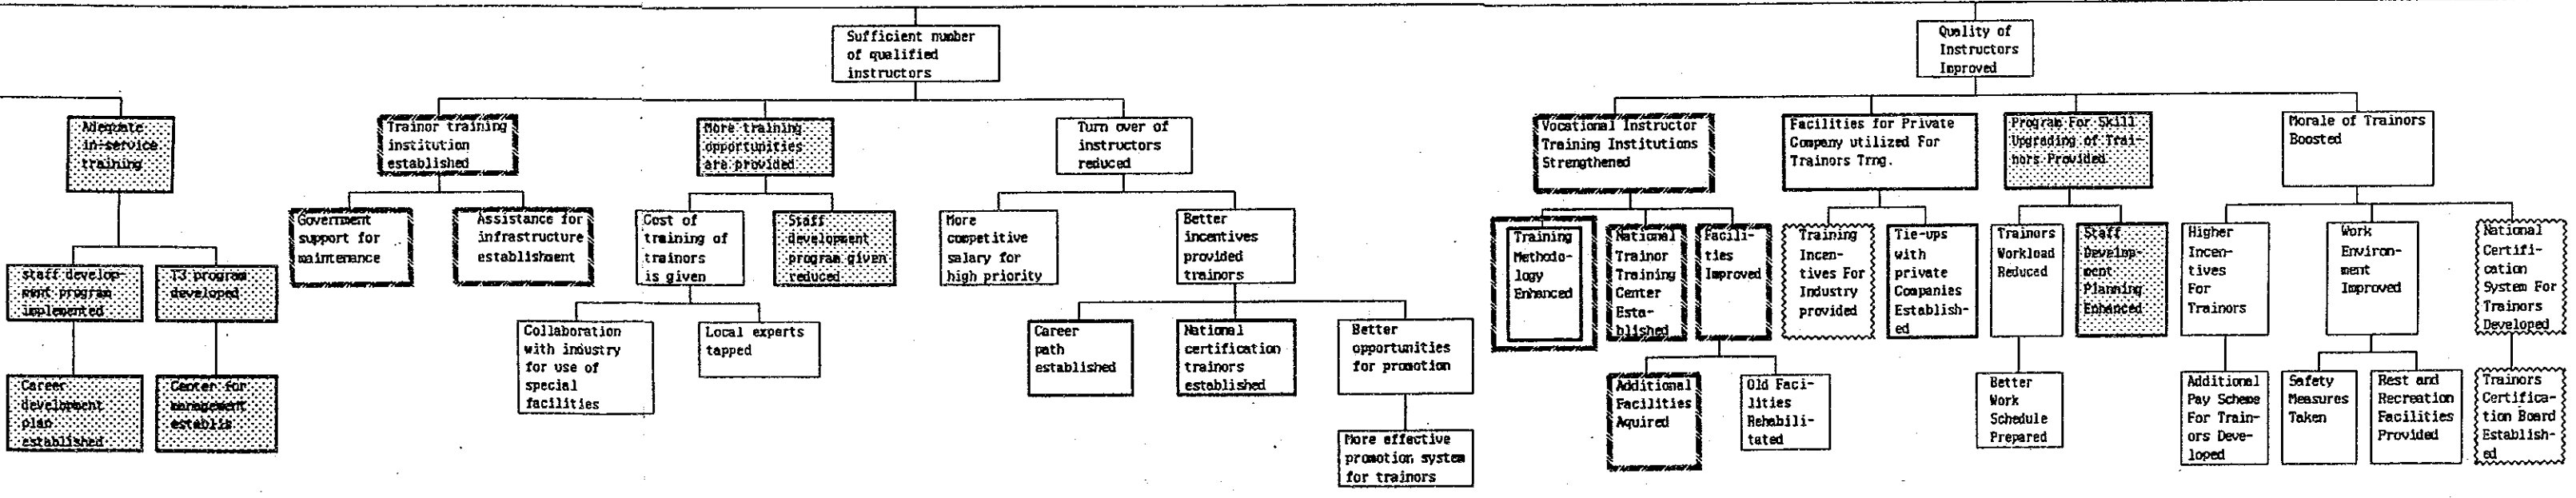 Sufficient number
of qualified
instructors
Quality of
Instructors
Improved
Adequate
in-service
training
Trainor training
institution
established
More training
opportunities
are provided
Turn over of
instructors
reduced
Vocational Instructor
Training Institutions
Strengthened
Facilities for Private
Company utilized For
Trainors Trng.
Program For Skill
Upgrading of Trai-
nors Provided
Morale of Trainors
Boosted
staff develop-
ment program
implemented
T3 program
developed
Government
support for
maintenance
Assistance for
infrastructure
establishment
Cost of
training of
trainors
is given
Staff
development
program given
reduced
More
competitive
salary for
high priority
Better
incentives
provided
trainors
Training
Methodo-
logy
Enhanced
National
Trainor
Training
Center
Esta-
blished
Facili-
ties
Improved
Training
Incen-
tives For
Industry
provided
Tie-ups
with
private
Companies
Establish-
ed
Trainors
Workload
Reduced
Staff
Develop-
ment
Planning
Enhanced
Higher
Incen-
tives
For
Trainors
Work
Environ-
ment
Improved
National
Certifi-
cation
System For
Trainors
Developed
Career
development
plan
established
Center for
management
establis
Collaboration
with industry
for use of
special
facilities
Local experts
tapped
Career
path
established
National
certification
trainors
established
Better
opportunities
for promotion
More effective
promotion system
for trainors
Additional
Facilities
Aquired
Old Faci-
lities
Rehabili-
tated
Better
Work
Schedule
Prepared
Additional
Pay Scheme
For Train-
ors Deve-
loped
Safety
Measures
Taken
Rest and
Recreation
Facilities
Provided
Trainors
Certifica-
tion Board
Establish-
ed